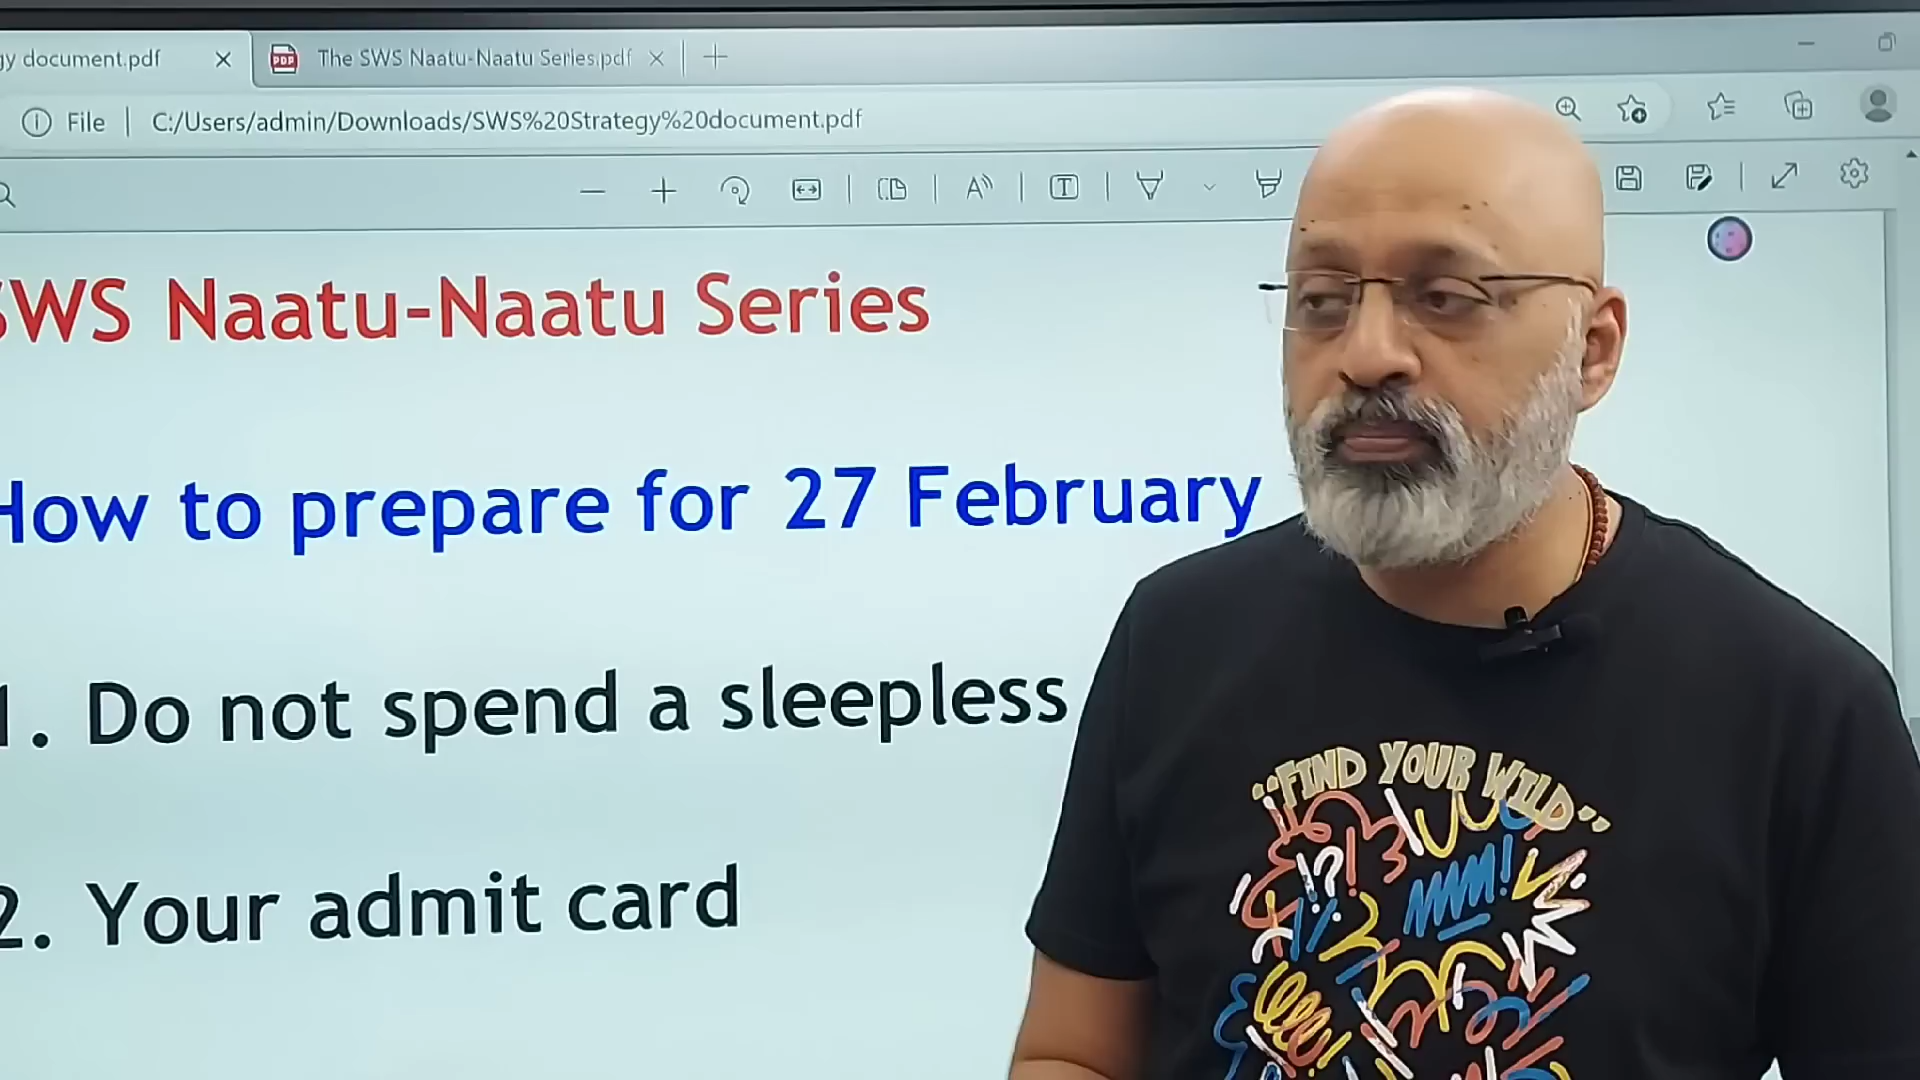 document.pdf
The SWS Naatu-Naatu Series.pdf
File
C:/Users/admin/Downloads/SWS%20Strategy%20document.pdf
SWS Naatu-Naatu Series
How to prepare for 27 February
1. Do not spend a sleepless
2. Your admit card
"FIND YOUR WILD"